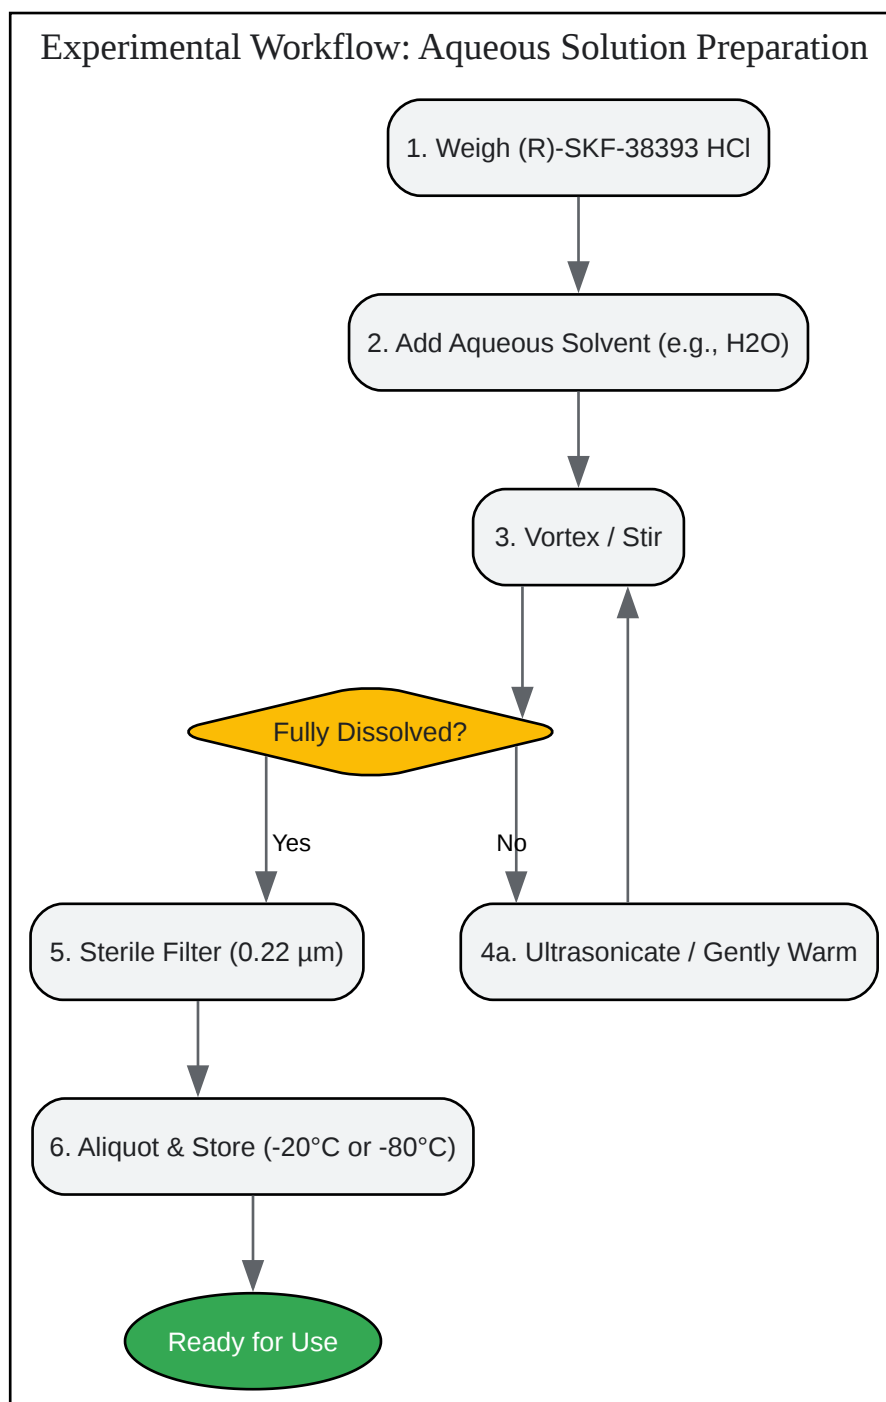 Experimental Workflow: Aqueous Solution Preparation
1. Weigh (R)-SKF-38393 HCl
2. Add Aqueous Solvent (e.g., H2O)
3. Vortex / Stir
Fully Dissolved?
Yes
No
5. Sterile Filter (0.22 µm)
4a. Ultrasonicate / Gently Warm
6. Aliquot & Store (-20°C or -80°C)
Ready for Use